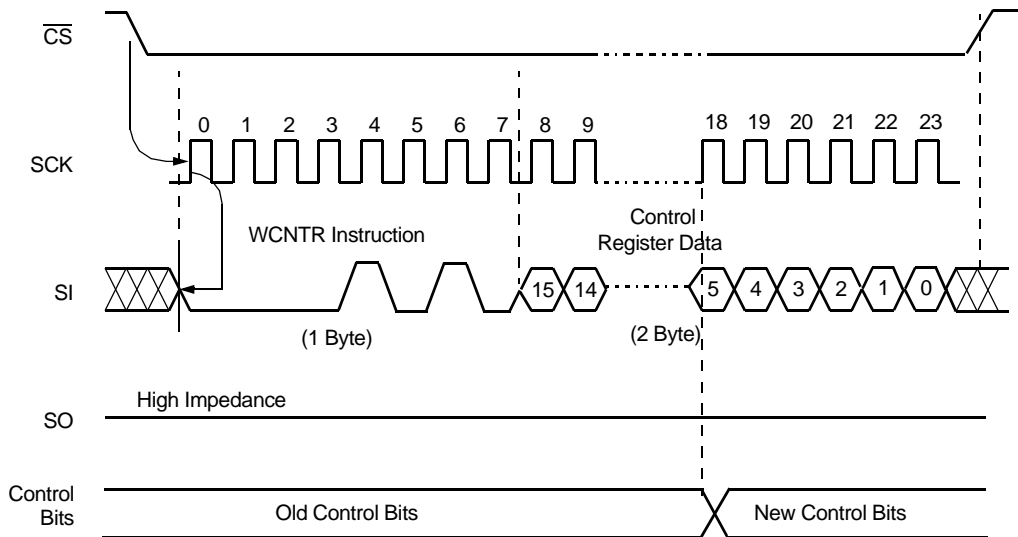 CS
0 1 2 3 4 5 6 7 8 9 18 19 20 21 22 23
SCK
WCNTR Instruction
Control
Register Data
SI
15 14 5 4 3 2 1 0
(1 Byte) (2 Byte)
High Impedance
SO
Control
Bits
Old Control Bits New Control Bits